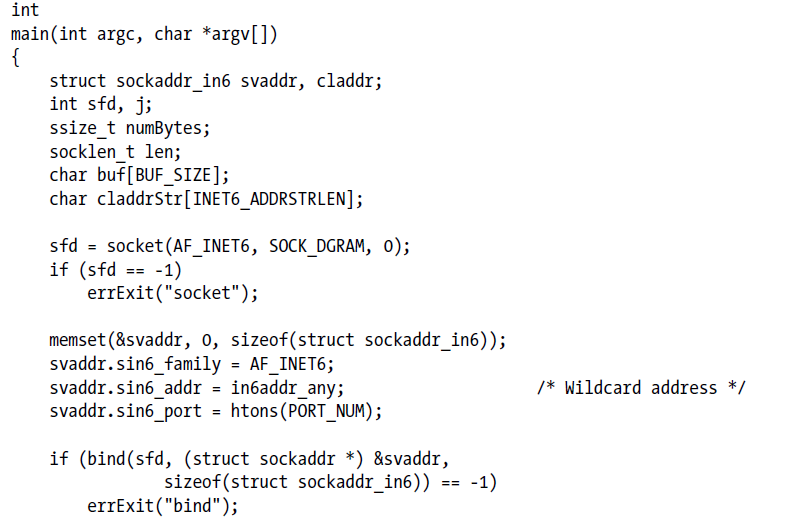 int
main(int argc, char *argv[])
{
    struct sockaddr_in6 svaddr, claddr;
    int sfd, j;
    ssize_t numBytes;
    socklen_t len;
    char buf[BUF_SIZE];
    char claddrStr[INET6_ADDRSTRLEN];

    sfd = socket(AF_INET6, SOCK_DGRAM, 0);
    if (sfd == -1)
        errExit("socket");

    memset(&svaddr, 0, sizeof(struct sockaddr_in6));
    svaddr.sin6_family = AF_INET6;
    svaddr.sin6_addr = in6addr_any;                    /* Wildcard address */
    svaddr.sin6_port = htons(PORT_NUM);

    if (bind(sfd, (struct sockaddr *) &svaddr,
                sizeof(struct sockaddr_in6)) == -1)
        errExit("bind");